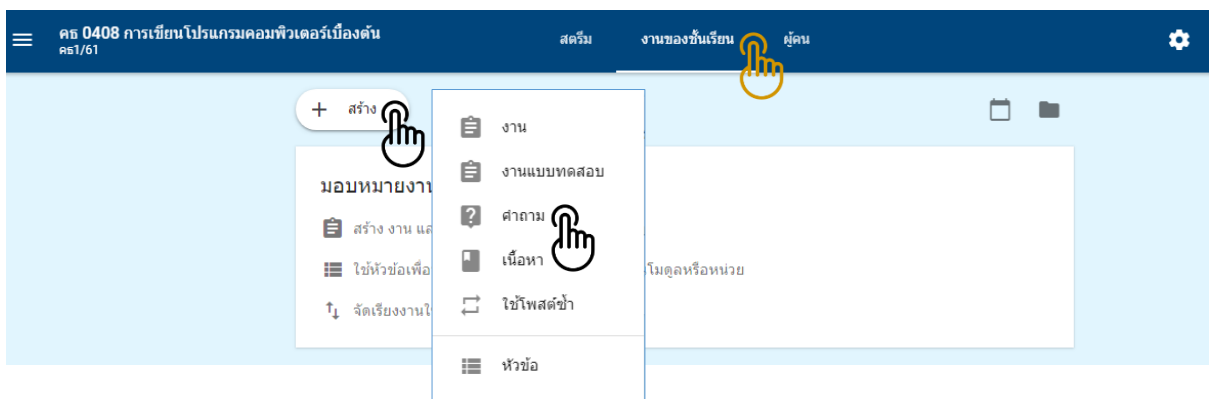 คธ 0408 การเขียนโปรแกรมคอมพิวเตอร์เบื้องต้น
คธ1/61
สตรีม งานของชั้นเรียน ผู้คน
+ สร้าง
งาน
งานแบบทดสอบ
คำถาม
เนื้อหา
ใช้โพสต์ซ้ำ
หัวข้อ
มอบหมายงาน
สร้าง งาน แล
ใช้หัวข้อเพื่อ โมดูลหรือหน่วย
จัดเรียงงานใ